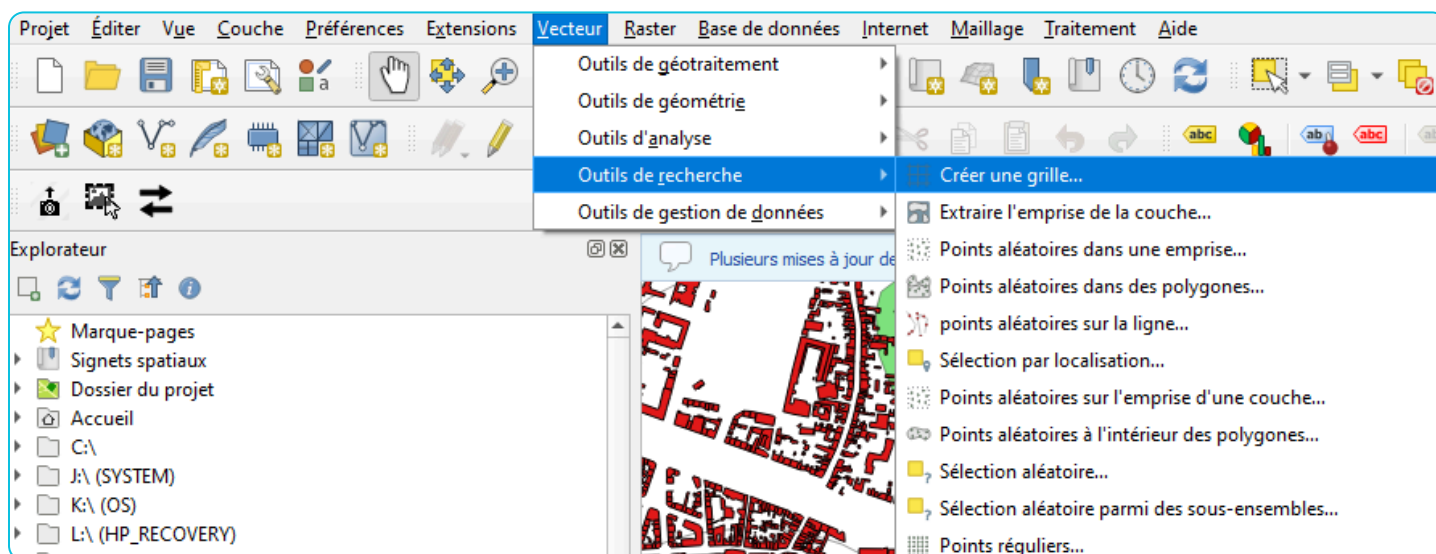 Projet Éditer Vue Couche Préférences Extensions Vecteur Raster Base de données Internet Maillage Traitement Aide
Outils de géotraitement
Outils de géométrie
Outils d'analyse
Outils de recherche
Outils de gestion de données
abc
ab
abc
Créer une grille...
Extraire l'emprise de la couche...
Points aléatoires dans une emprise...
Points aléatoires dans des polygones...
points aléatoires sur la ligne...
Sélection par localisation...
Points aléatoires sur l'emprise d'une couche...
Points aléatoires à l'intérieur des polygones...
Sélection aléatoire...
Sélection aléatoire parmi des sous-ensembles...
Points réguliers...
Explorateur
Plusieurs mises à jour de
Marque-pages
Signets spatiaux
Dossier du projet
Accueil
C:\
J:\ (SYSTEM)
K:\ (OS)
L:\ (HP_RECOVERY)